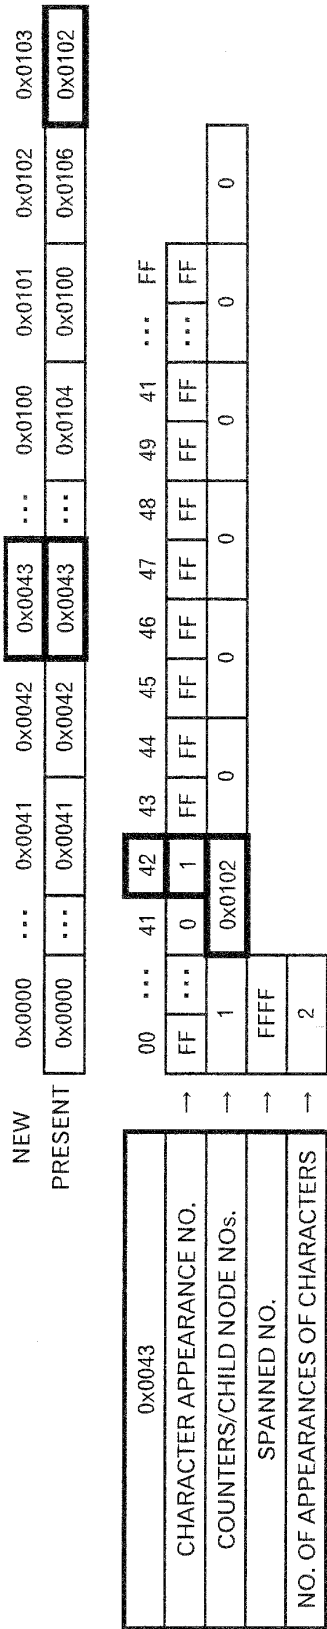 NEW 0x0000 ... 0x0041 0x0042 0x0043 ... 0x0100 0x0101 0x0102 0x0103
PRESENT 0x0000 ... 0x0041 0x0042 0x0043 ... 0x0104 0x0100 0x0106 0x0102
0x0043 00 ... 41 42 43 44 45 46 47 48 49 41 ... FF
CHARACTER APPEARANCE NO. → FF ... 0 1 FF FF FF FF FF FF FF FF ... FF
COUNTERS/CHILD NODE NOs. → 1 0x0102 0 0 0 0 0 0
SPANNED NO. → FFFF
NO. OF APPEARANCES OF CHARACTERS → 2